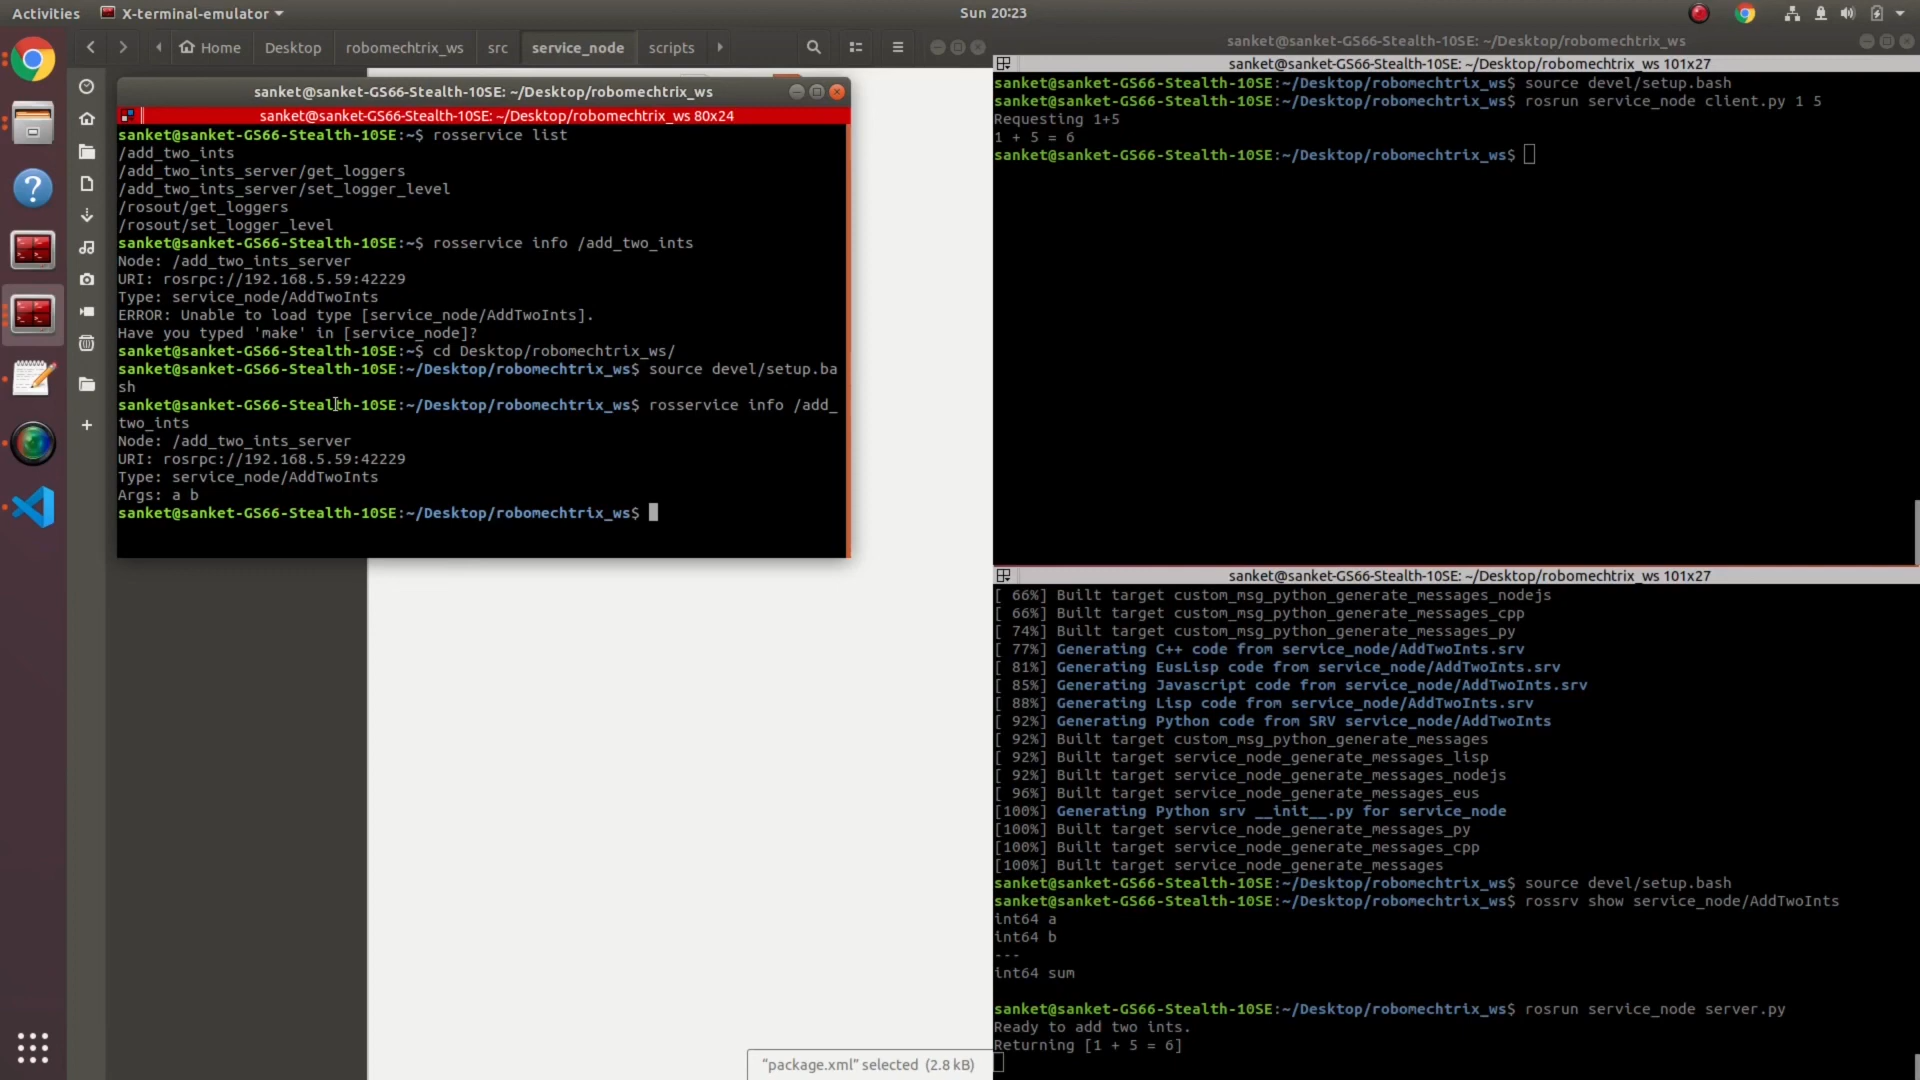 Activities X-terminal-emulator Sun 20:23
Home Desktop robomechtrix_ws src service_node scripts
sanket@sanket-GS66-Stealth-10SE: ~/Desktop/robomechtrix_ws
sanket@sanket-GS66-Stealth-10SE: ~/Desktop/robomechtrix_ws 80x24
sanket@sanket-GS66-Stealth-10SE:~$ rosservice list
/add_two_ints
/add_two_ints_server/get_loggers
/add_two_ints_server/set_logger_level
/rosout/get_loggers
/rosout/set_logger_level
sanket@sanket-GS66-Stealth-10SE:~$ rosservice info /add_two_ints
Node: /add_two_ints_server
URI: rosrpc://192.168.5.59:42229
Type: service_node/AddTwoInts
ERROR: Unable to load type [service_node/AddTwoInts].
Have you typed 'make' in [service_node]?
sanket@sanket-GS66-Stealth-10SE:~$ cd Desktop/robomechtrix_ws/
sanket@sanket-GS66-Stealth-10SE:~/Desktop/robomechtrix_ws$ source devel/setup.ba
sh
sanket@sanket-GS66-Stealth-10SE:~/Desktop/robomechtrix_ws$ rosservice info /add_
two_ints
Node: /add_two_ints_server
URI: rosrpc://192.168.5.59:42229
Type: service_node/AddTwoInts
Args: a b
sanket@sanket-GS66-Stealth-10SE:~/Desktop/robomechtrix_ws$
"package.xml" selected (2.8 kB)
sanket@sanket-GS66-Stealth-10SE: ~/Desktop/robomechtrix_ws
sanket@sanket-GS66-Stealth-10SE: ~/Desktop/robomechtrix_ws 101x27
sanket@sanket-GS66-Stealth-10SE:~/Desktop/robomechtrix_ws$ source devel/setup.bash
sanket@sanket-GS66-Stealth-10SE:~/Desktop/robomechtrix_ws$ rosrun service_node client.py 1 5
Requesting 1+5
1 + 5 = 6
sanket@sanket-GS66-Stealth-10SE:~/Desktop/robomechtrix_ws$
sanket@sanket-GS66-Stealth-10SE: ~/Desktop/robomechtrix_ws 101x27
[ 66%] Built target custom_msg_python_generate_messages_nodejs
[ 66%] Built target custom_msg_python_generate_messages_cpp
[ 74%] Built target custom_msg_python_generate_messages_py
[ 77%] Generating C++ code from service_node/AddTwoInts.srv
[ 81%] Generating EusLisp code from service_node/AddTwoInts.srv
[ 85%] Generating Javascript code from service_node/AddTwoInts.srv
[ 88%] Generating Lisp code from service_node/AddTwoInts.srv
[ 92%] Generating Python code from SRV service_node/AddTwoInts
[ 92%] Built target custom_msg_python_generate_messages
[ 92%] Built target service_node_generate_messages_lisp
[ 92%] Built target service_node_generate_messages_nodejs
[ 96%] Built target service_node_generate_messages_eus
[100%] Generating Python srv __init__.py for service_node
[100%] Built target service_node_generate_messages_py
[100%] Built target service_node_generate_messages_cpp
[100%] Built target service_node_generate_messages
sanket@sanket-GS66-Stealth-10SE:~/Desktop/robomechtrix_ws$ source devel/setup.bash
sanket@sanket-GS66-Stealth-10SE:~/Desktop/robomechtrix_ws$ rossrv show service_node/AddTwoInts
int64 a
int64 b
---
int64 sum
sanket@sanket-GS66-Stealth-10SE:~/Desktop/robomechtrix_ws$ rosrun service_node server.py
Ready to add two ints.
Returning [1 + 5 = 6]